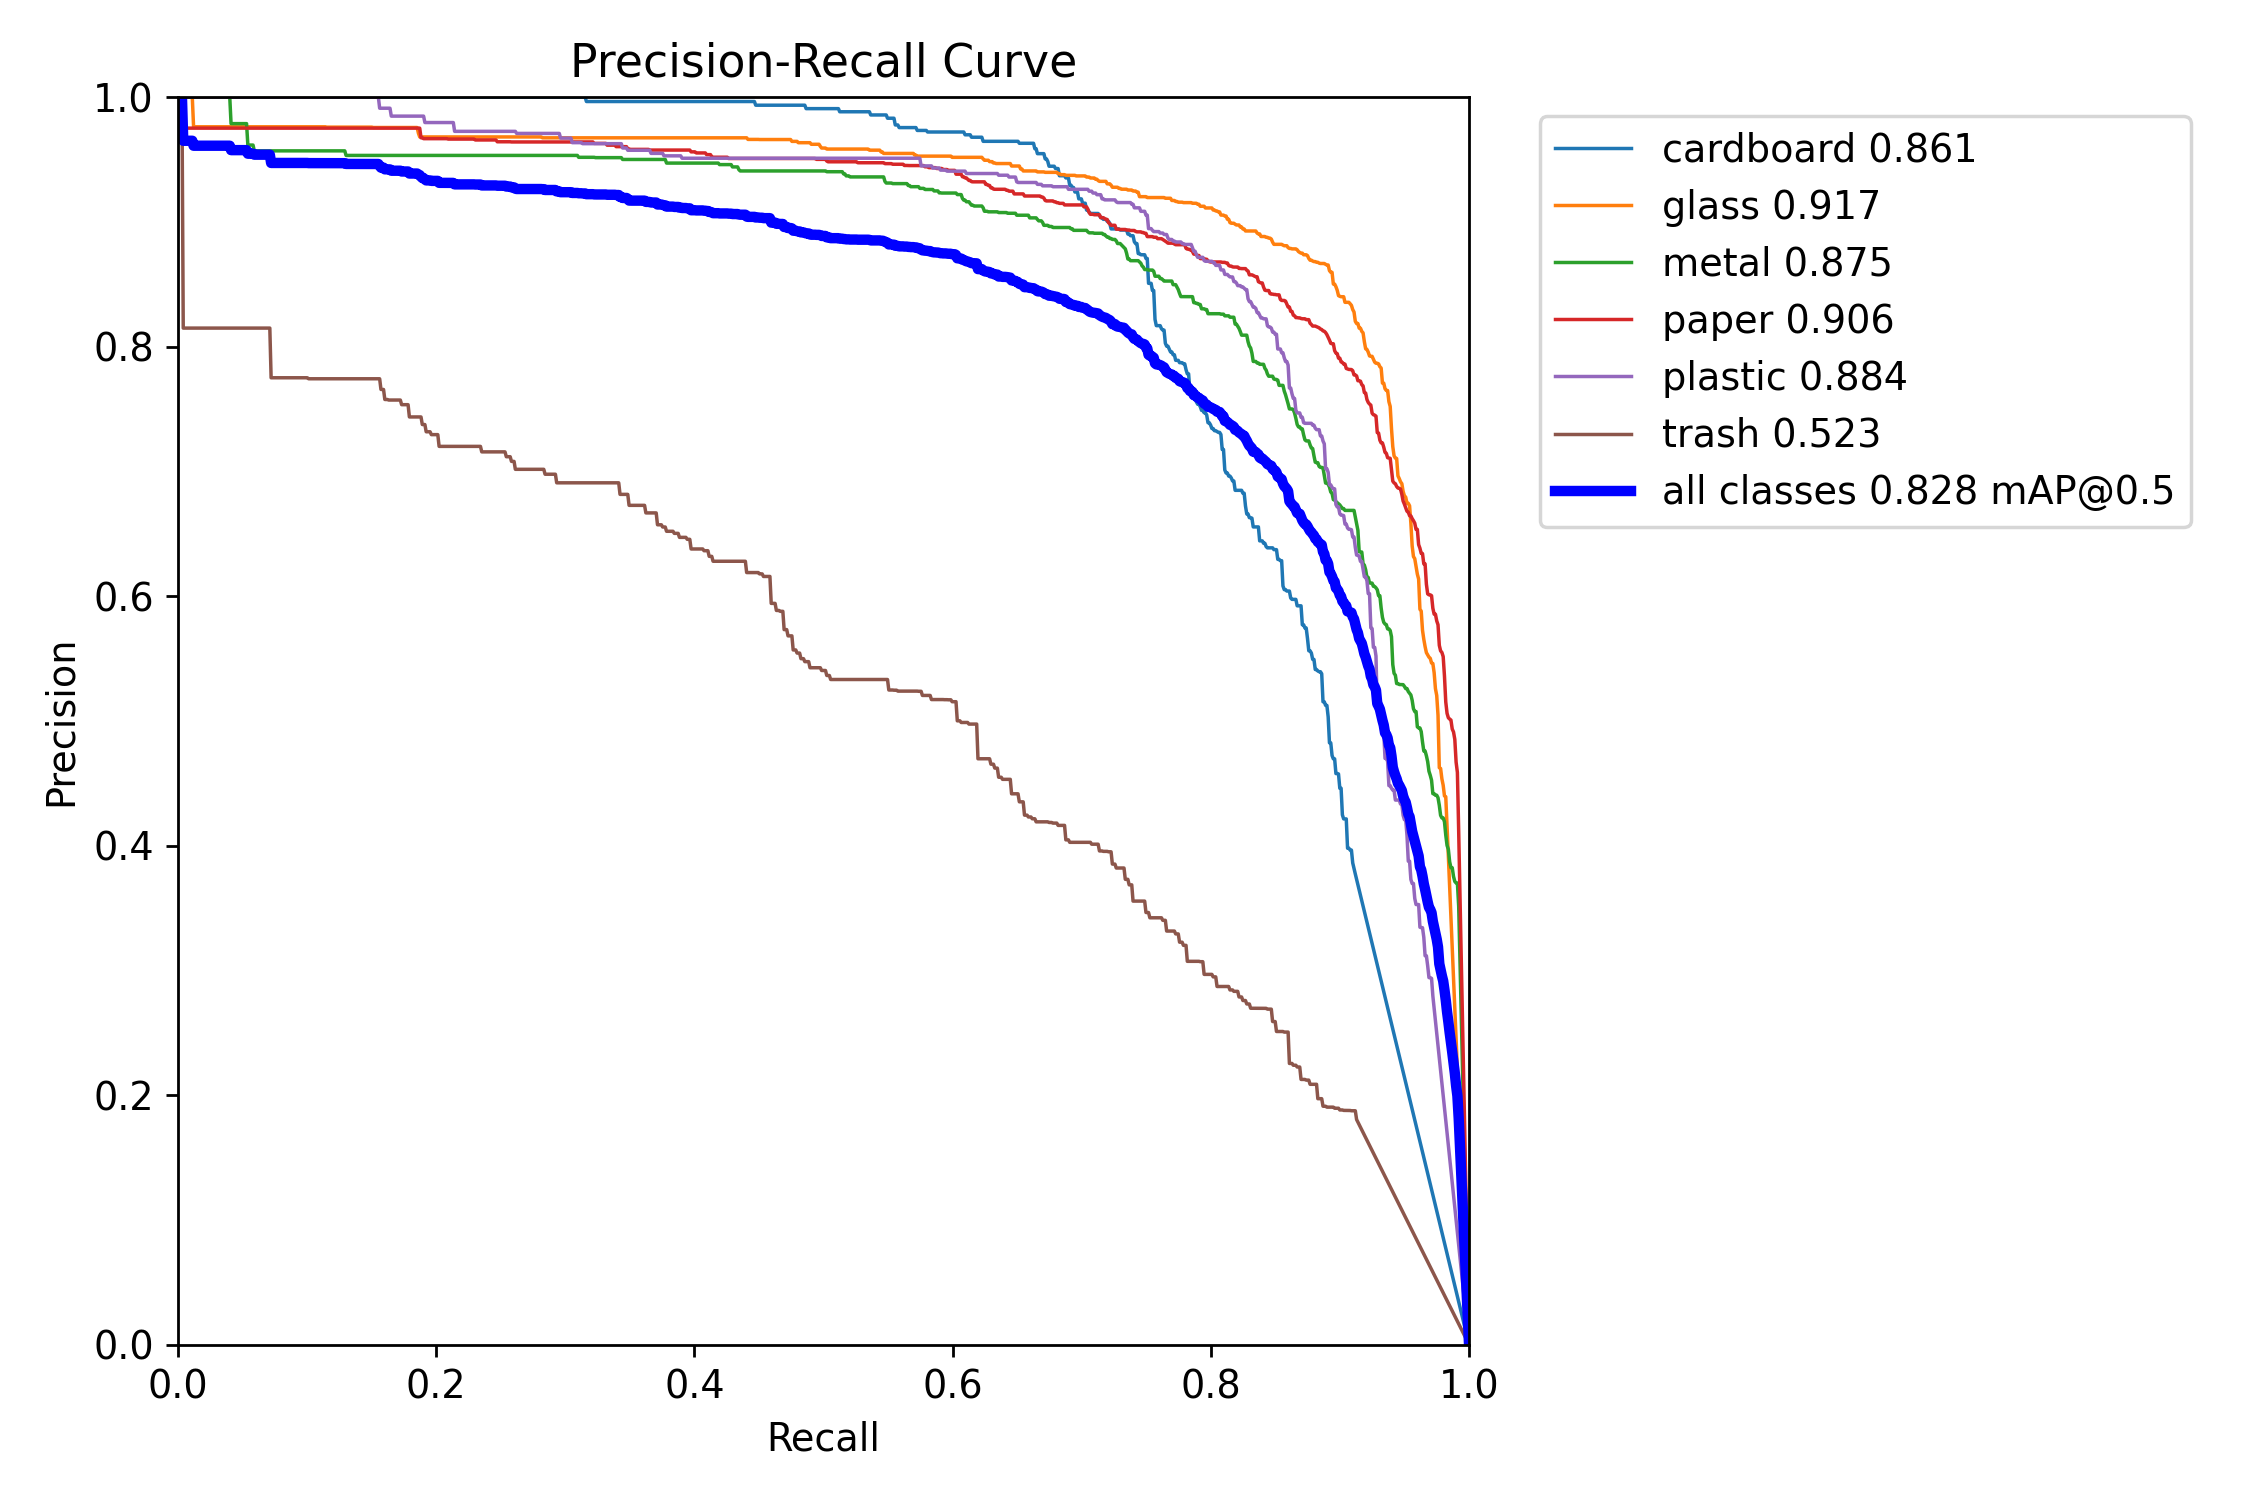 Precision-Recall Curve
1.0
0.8
0.6
0.4
0.2
0.0
Precision
0.0 0.2 0.4 0.6 0.8 1.0
Recall
cardboard 0.861
glass 0.917
metal 0.875
paper 0.906
plastic 0.884
trash 0.523
all classes 0.828 mAP@0.5